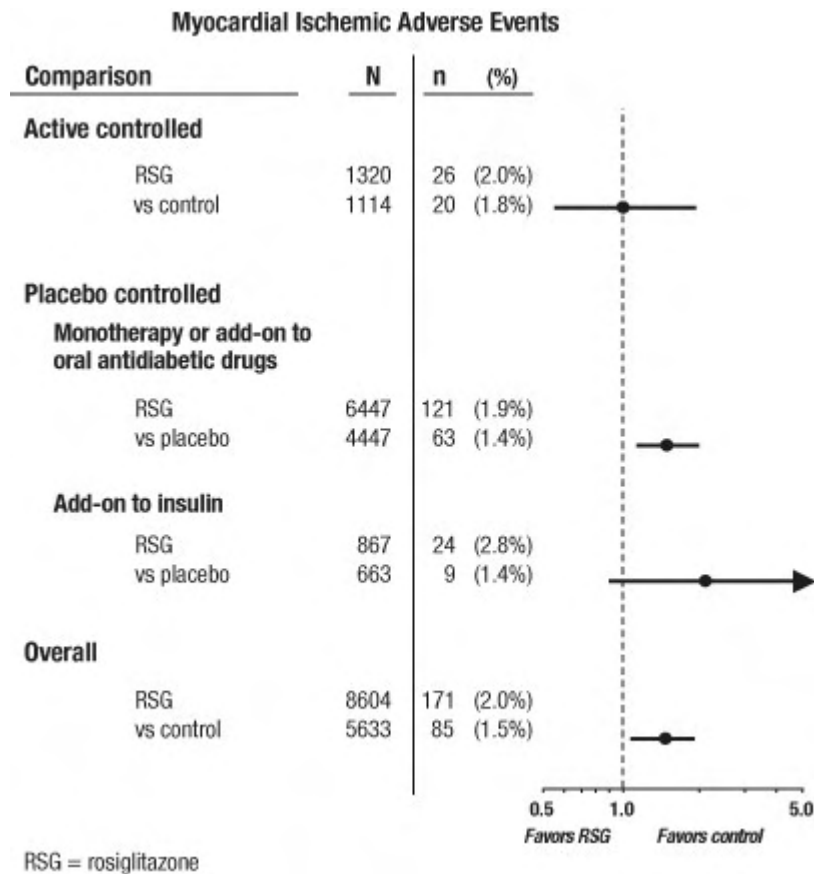 Myocardial Ischemic Adverse Events
Comparison N n (%)
Active controlled
RSG 1320 26 (2.0%)
vs control 1114 20 (1.8%)
Placebo controlled
Monotherapy or add-on to
oral antidiabetic drugs
RSG 6447 121 (1.9%)
vs placebo 4447 63 (1.4%)
Add-on to insulin
RSG 867 24 (2.8%)
vs placebo 663 9 (1.4%)
Overall
RSG 8604 171 (2.0%)
vs control 5633 85 (1.5%)
0.5 1.0 5.0
Favors RSG Favors control
RSG = rosiglitazone